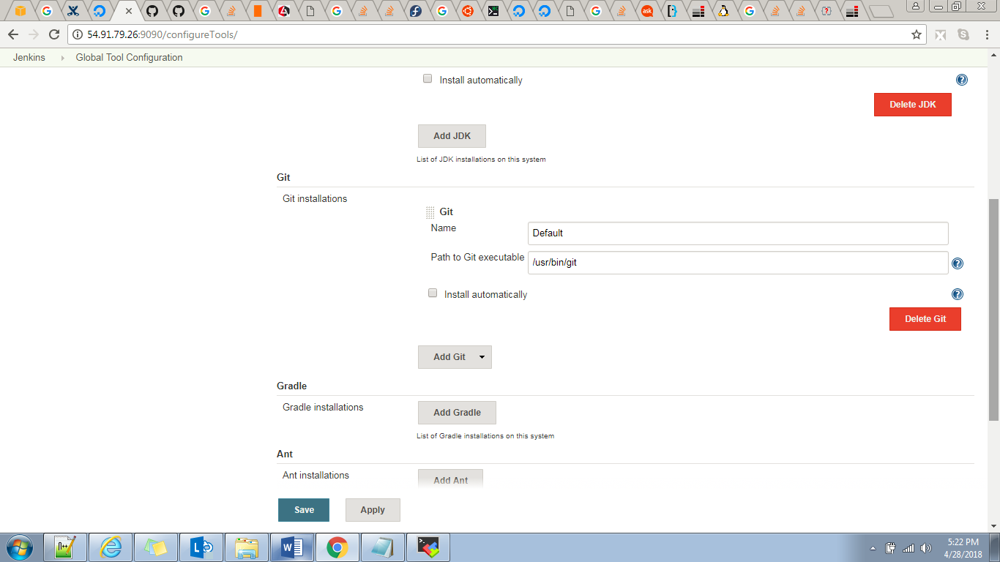 54.91.79.26:9090/configureTools/
Jenkins
Global Tool Configuration
Install automatically
Delete JDK
Add JDK
List of JDK installations on this system
Git
Git installations
Git
Name
Default
Path to Git executable
/usr/bin/git
Install automatically
Delete Git
Add Git
Gradle
Gradle installations
Add Gradle
List of Gradle installations on this system
Ant
Ant installations
Add Ant
Save
Apply
5:22 PM
4/28/2018